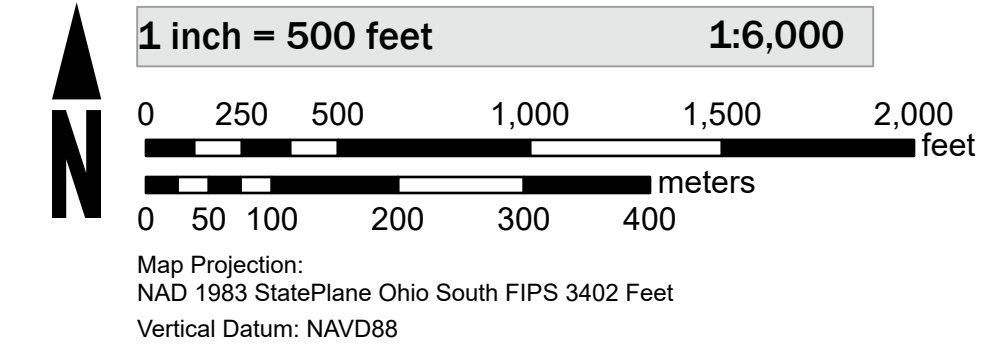 1 inch = 500 feet 1:6,000
0 250 500 1,000 1,500 2,000
feet
N
meters
0 50 100 200 300 400
Map Projection:
NAD 1983 StatePlane Ohio South FIPS 3402 Feet
Vertical Datum: NAVD88